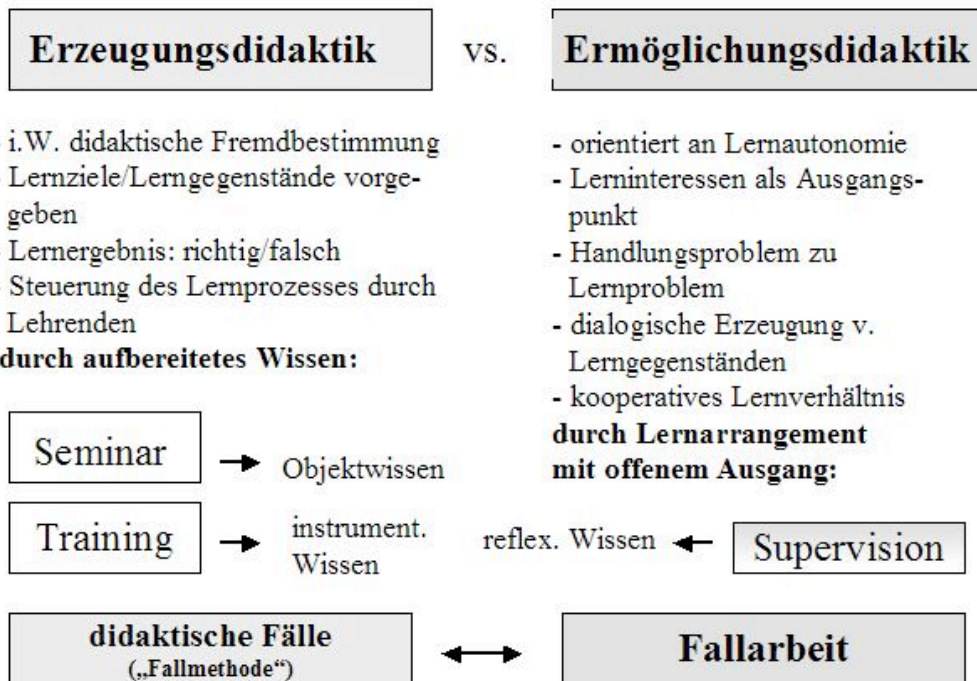 Erzeugungsdidaktik
vs.
Ermöglichungsdidaktik
- i.W. didaktische Fremdbestimmung
- Lernziele/Lerngegenstände vorge-
geben
- Lernergebnis: richtig/falsch
- Steuerung des Lernprozesses durch
Lehrenden
durch aufbereitetes Wissen:
- orientiert an Lernautonomie
- Lerninteressen als Ausgangs-
punkt
- Handlungsproblem zu
Lernproblem
- dialogische Erzeugung v.
Lerngegenständen
- kooperatives Lernverhältnis
durch Lernarrangement
mit offenem Ausgang:
Seminar
Objektwissen
Training
instrument.
Wissen
reflex. Wissen
Supervision
didaktische Fälle
(„Fallmethode“)
Fallarbeit